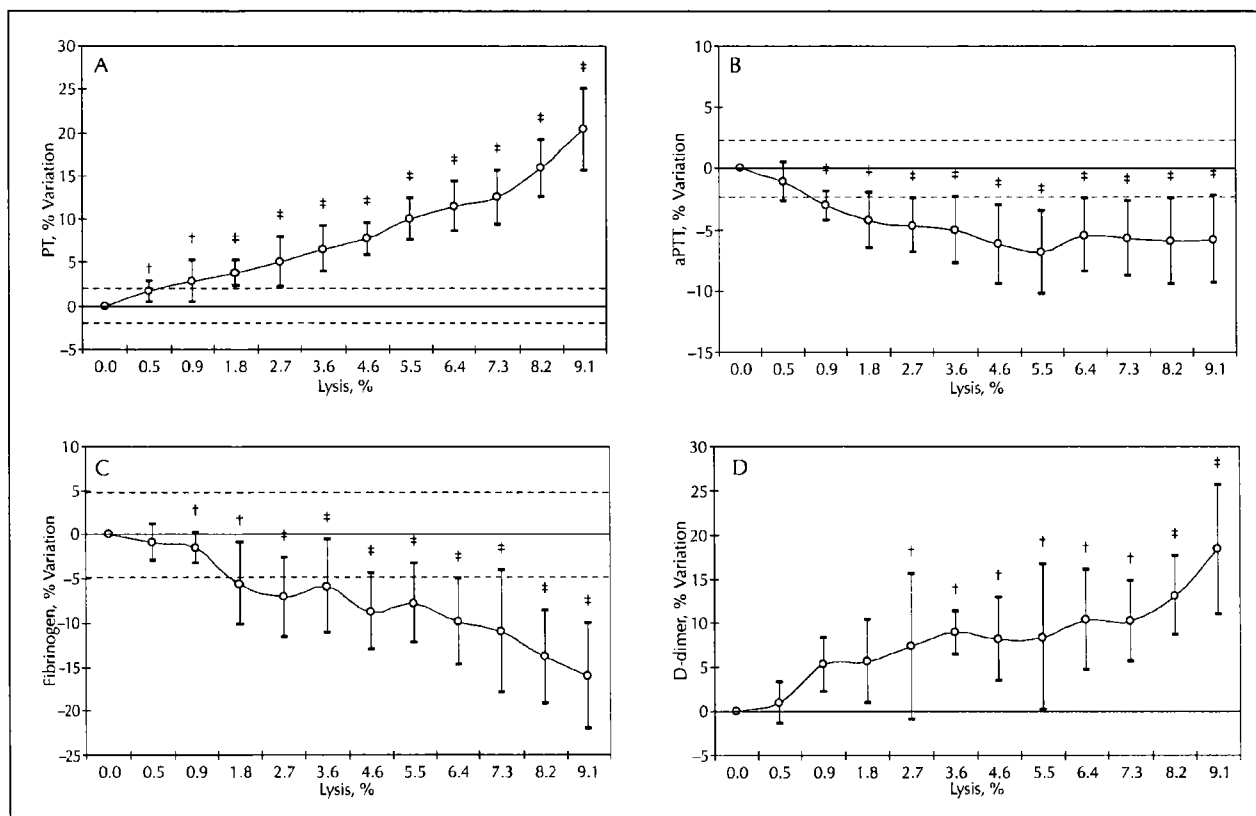 A
PT, % Variation
30
25
20
15
10
5
0
–5
† † ‡ ‡ ‡ ‡ ‡ ‡ ‡ ‡ ‡
0.0 0.5 0.9 1.8 2.7 3.6 4.6 5.5 6.4 7.3 8.2 9.1
Lysis, %
B
aPTT, % Variation
10
5
0
–5
–10
–15
‡ ‡ ‡ ‡ ‡ ‡ ‡ ‡ ‡ ‡
0.0 0.5 0.9 1.8 2.7 3.6 4.6 5.5 6.4 7.3 8.2 9.1
Lysis, %
C
Fibrinogen, % Variation
10
5
0
–5
–10
–15
–20
–25
† † ‡ ‡ ‡ ‡ ‡ ‡ ‡ ‡
0.0 0.5 0.9 1.8 2.7 3.6 4.6 5.5 6.4 7.3 8.2 9.1
Lysis, %
D
D-dimer, % Variation
30
25
20
15
10
5
0
–5
† † † † † † ‡ ‡
0.0 0.5 0.9 1.8 2.7 3.6 4.6 5.5 6.4 7.3 8.2 9.1
Lysis, %